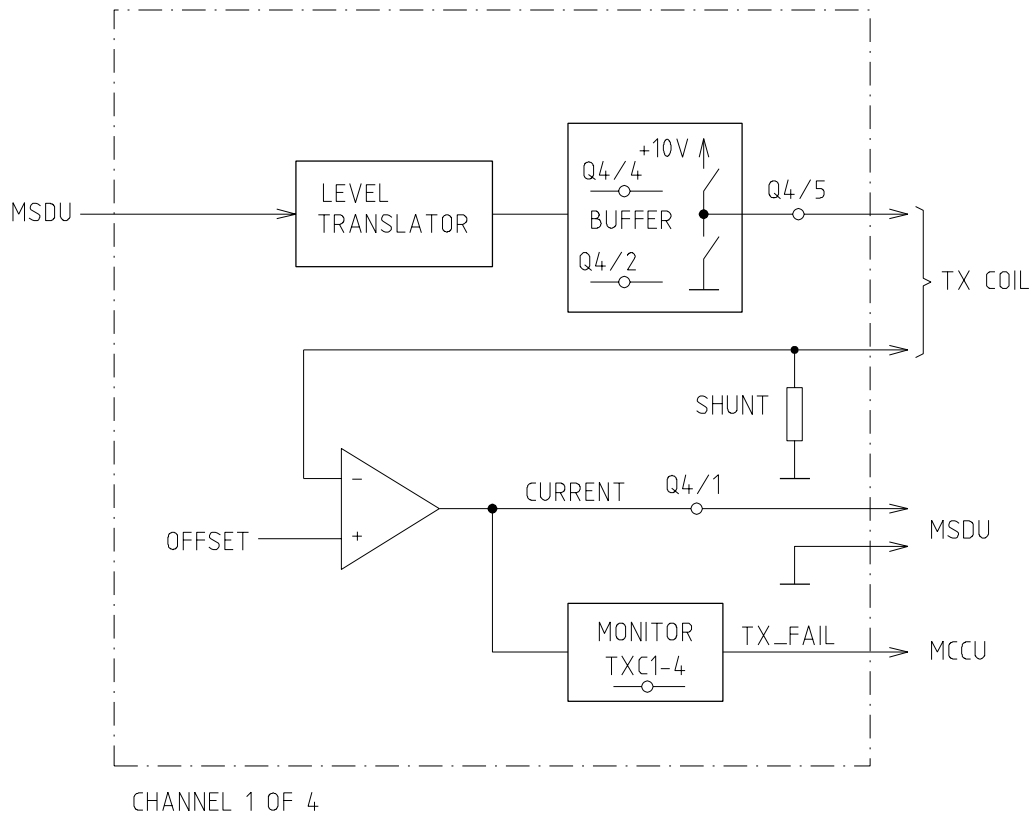 +10V
Q4/4
Q4/5
LEVEL
TRANSLATOR
MSDU
BUFFER
Q4/2
TX COIL
SHUNT
CURRENT
Q4/1
−
+
OFFSET
MSDU
MONITOR
TXC1-4
TX_FAIL
MCCU
CHANNEL 1 OF 4